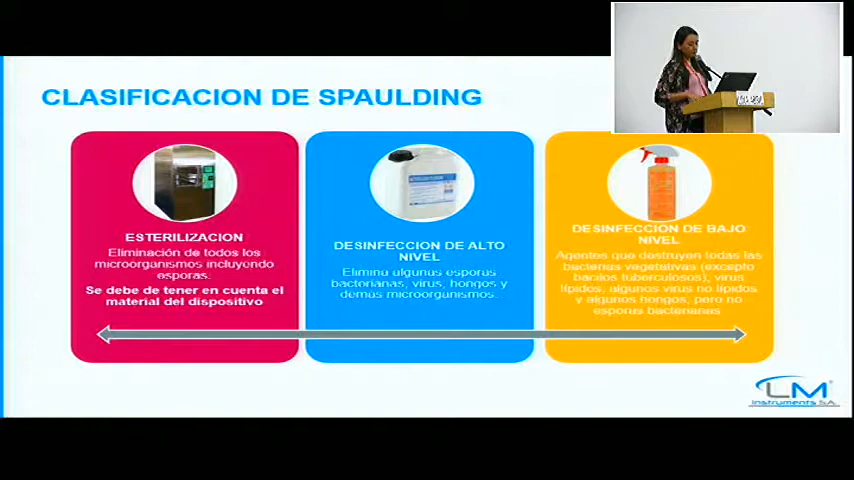 CLASIFICACION DE SPAULDING
ESTERILIZACION
Eliminación de todos los
microorganismos incluyendo
esporas.
Se debe de tener en cuenta el
material del dispositivo
DESINFECCION DE ALTO
NIVEL
Elimina algunas esporas
bacterianas, virus, hongos y
demás microorganismos.
DESINFECCION DE BAJO
NIVEL
Agentes que destruyen todas las
bacterias vegetativas (excepto
bacilos tuberculosos), virus
lípidos, algunos virus no lípidos
y algunos hongos, pero no
esporas bacterianas
LM
Instruments S.A.